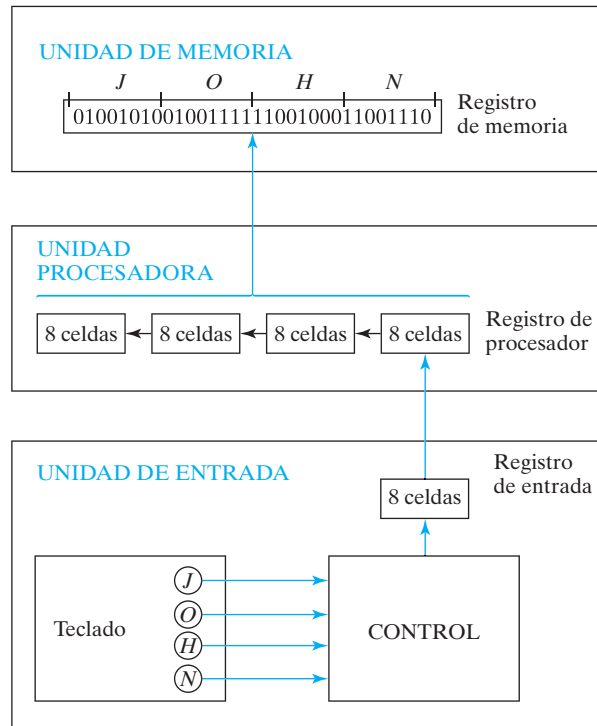 UNIDAD DE MEMORIA
J O H N
01001010010011111100100011001110
Registro
de memoria
UNIDAD
PROCESADORA
8 celdas 8 celdas 8 celdas 8 celdas
Registro de
procesador
UNIDAD DE ENTRADA
Registro
de entrada
8 celdas
Teclado
J
O
H
N
CONTROL